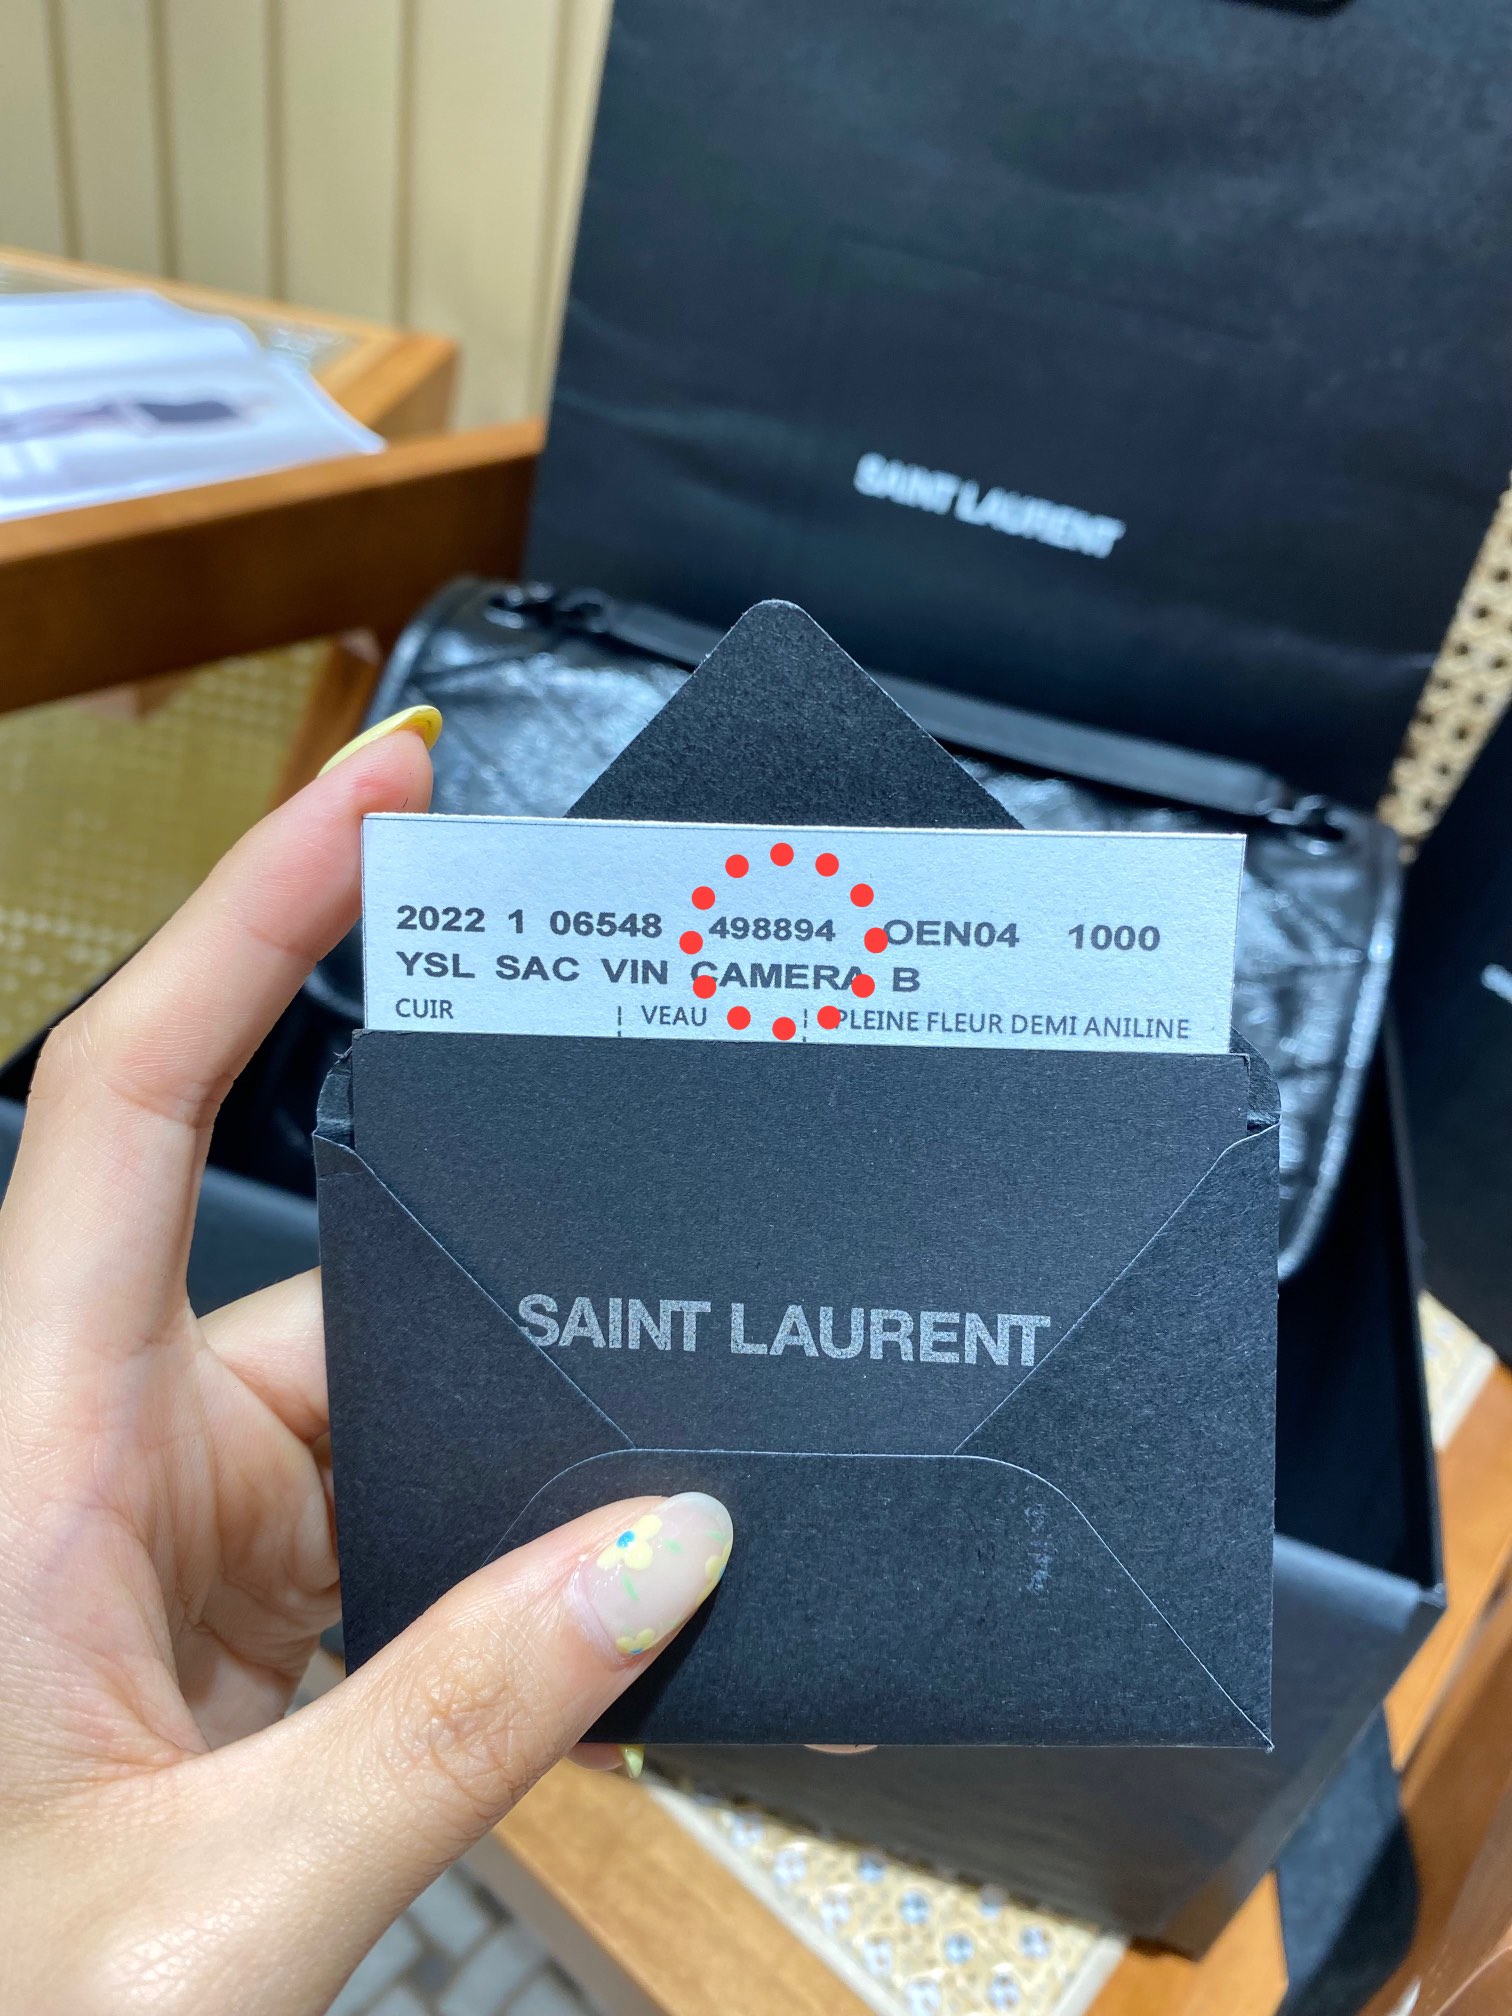 SAINT LAURENT
2022 1 06548 498894 OEN04 1000
YSL SAC VIN CAMERA B
CUIR VEAU PLEINE FLEUR DEMI ANILINE
SAINT LAURENT